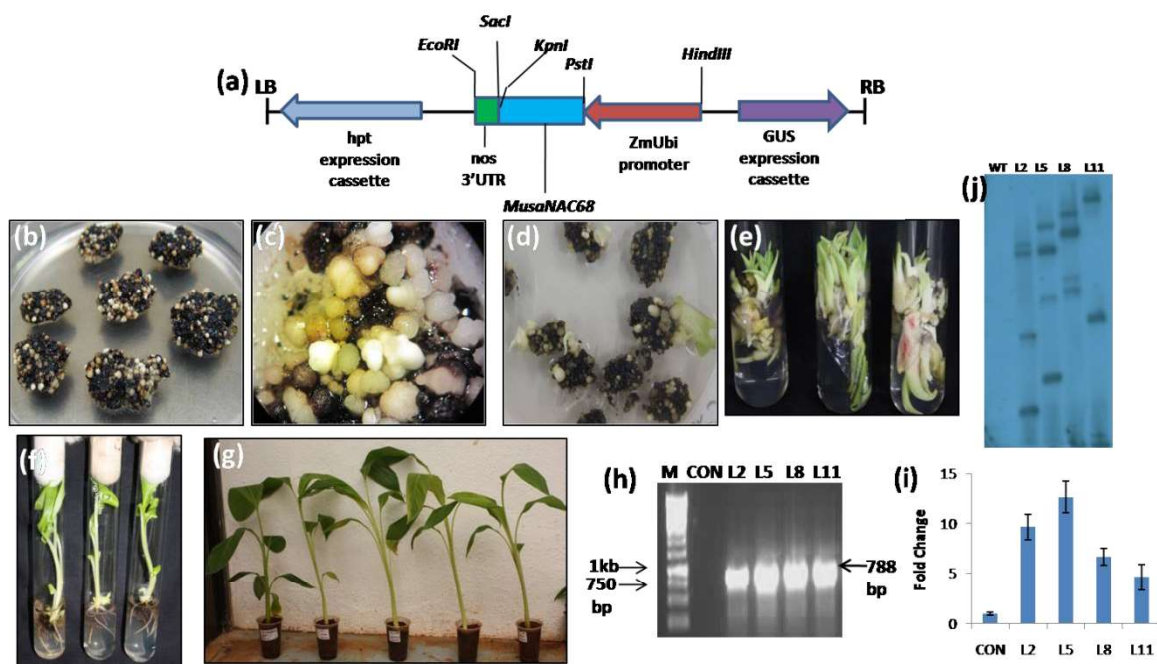 (a)
LB
EcoRI
SacI
KpnI
PstI
HindIII
RB
hpt
expression
cassette
nos
3'UTR
MusaNAC68
ZmUbi
promoter
GUS
expression
cassette
(b)
(c)
(d)
(e)
(j)
WT L2 L5 L8 L11
(f)
(g)
(h)
M CON L2 L5 L8 L11
1kb
750
bp
788
bp
(i)
Fold Change
15
10
5
0
CON L2 L5 L8 L11